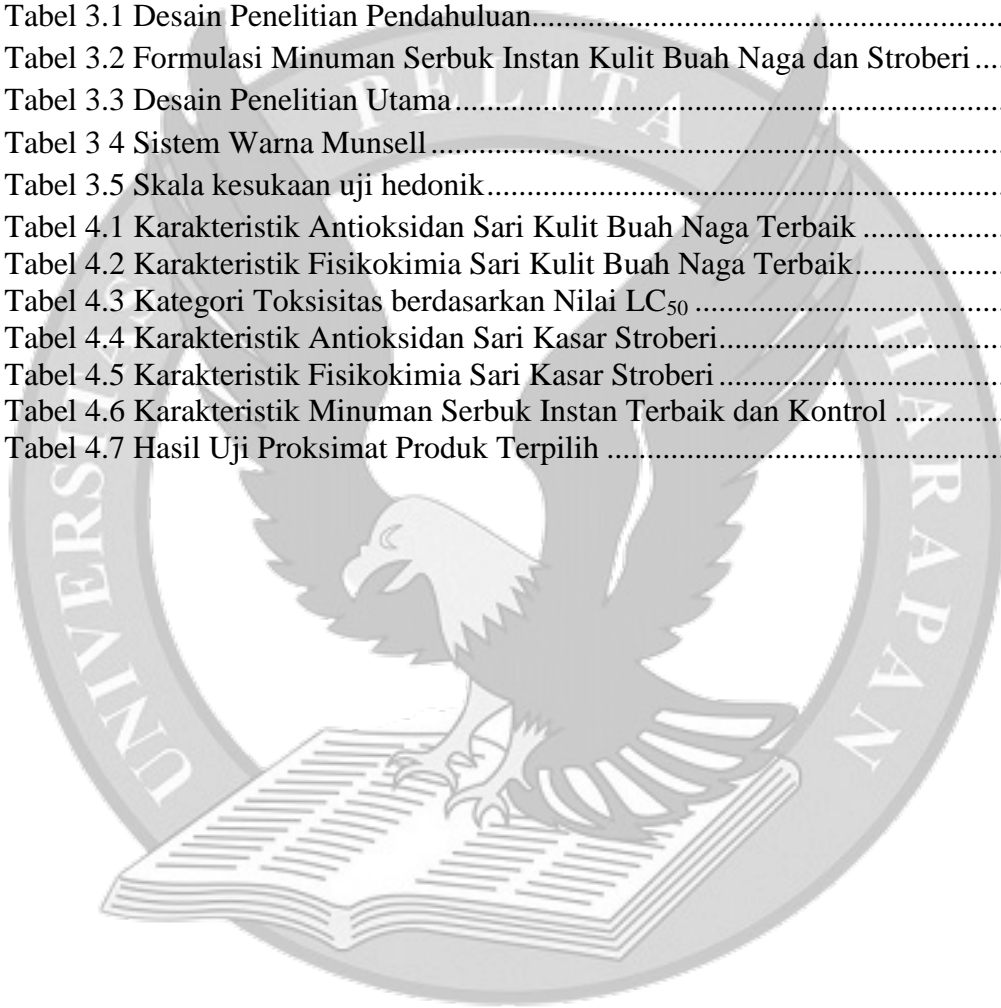 Tabel 3.1 Desain Penelitian Pendahuluan.......................................................
Tabel 3.2 Formulasi Minuman Serbuk Instan Kulit Buah Naga dan Stroberi....
Tabel 3.3 Desain Penelitian Utama................................................................
Tabel 3 4 Sistem Warna Munsell...................................................................
Tabel 3.5 Skala kesukaan uji hedonik............................................................
Tabel 4.1 Karakteristik Antioksidan Sari Kulit Buah Naga Terbaik ................
Tabel 4.2 Karakteristik Fisikokimia Sari Kulit Buah Naga Terbaik.................
Tabel 4.3 Kategori Toksisitas berdasarkan Nilai LC₅₀ ...................................
Tabel 4.4 Karakteristik Antioksidan Sari Kasar Stroberi.................................
Tabel 4.5 Karakteristik Fisikokimia Sari Kasar Stroberi.................................
Tabel 4.6 Karakteristik Minuman Serbuk Instan Terbaik dan Kontrol ............
Tabel 4.7 Hasil Uji Proksimat Produk Terpilih ..............................................
UNIVERSITAS PELITA HARAPAN